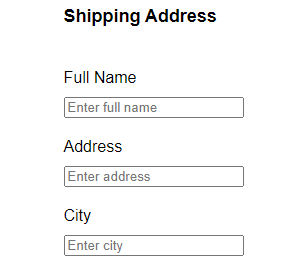 Shipping Address
Full Name
Enter full name
Address
Enter address
City
Enter city